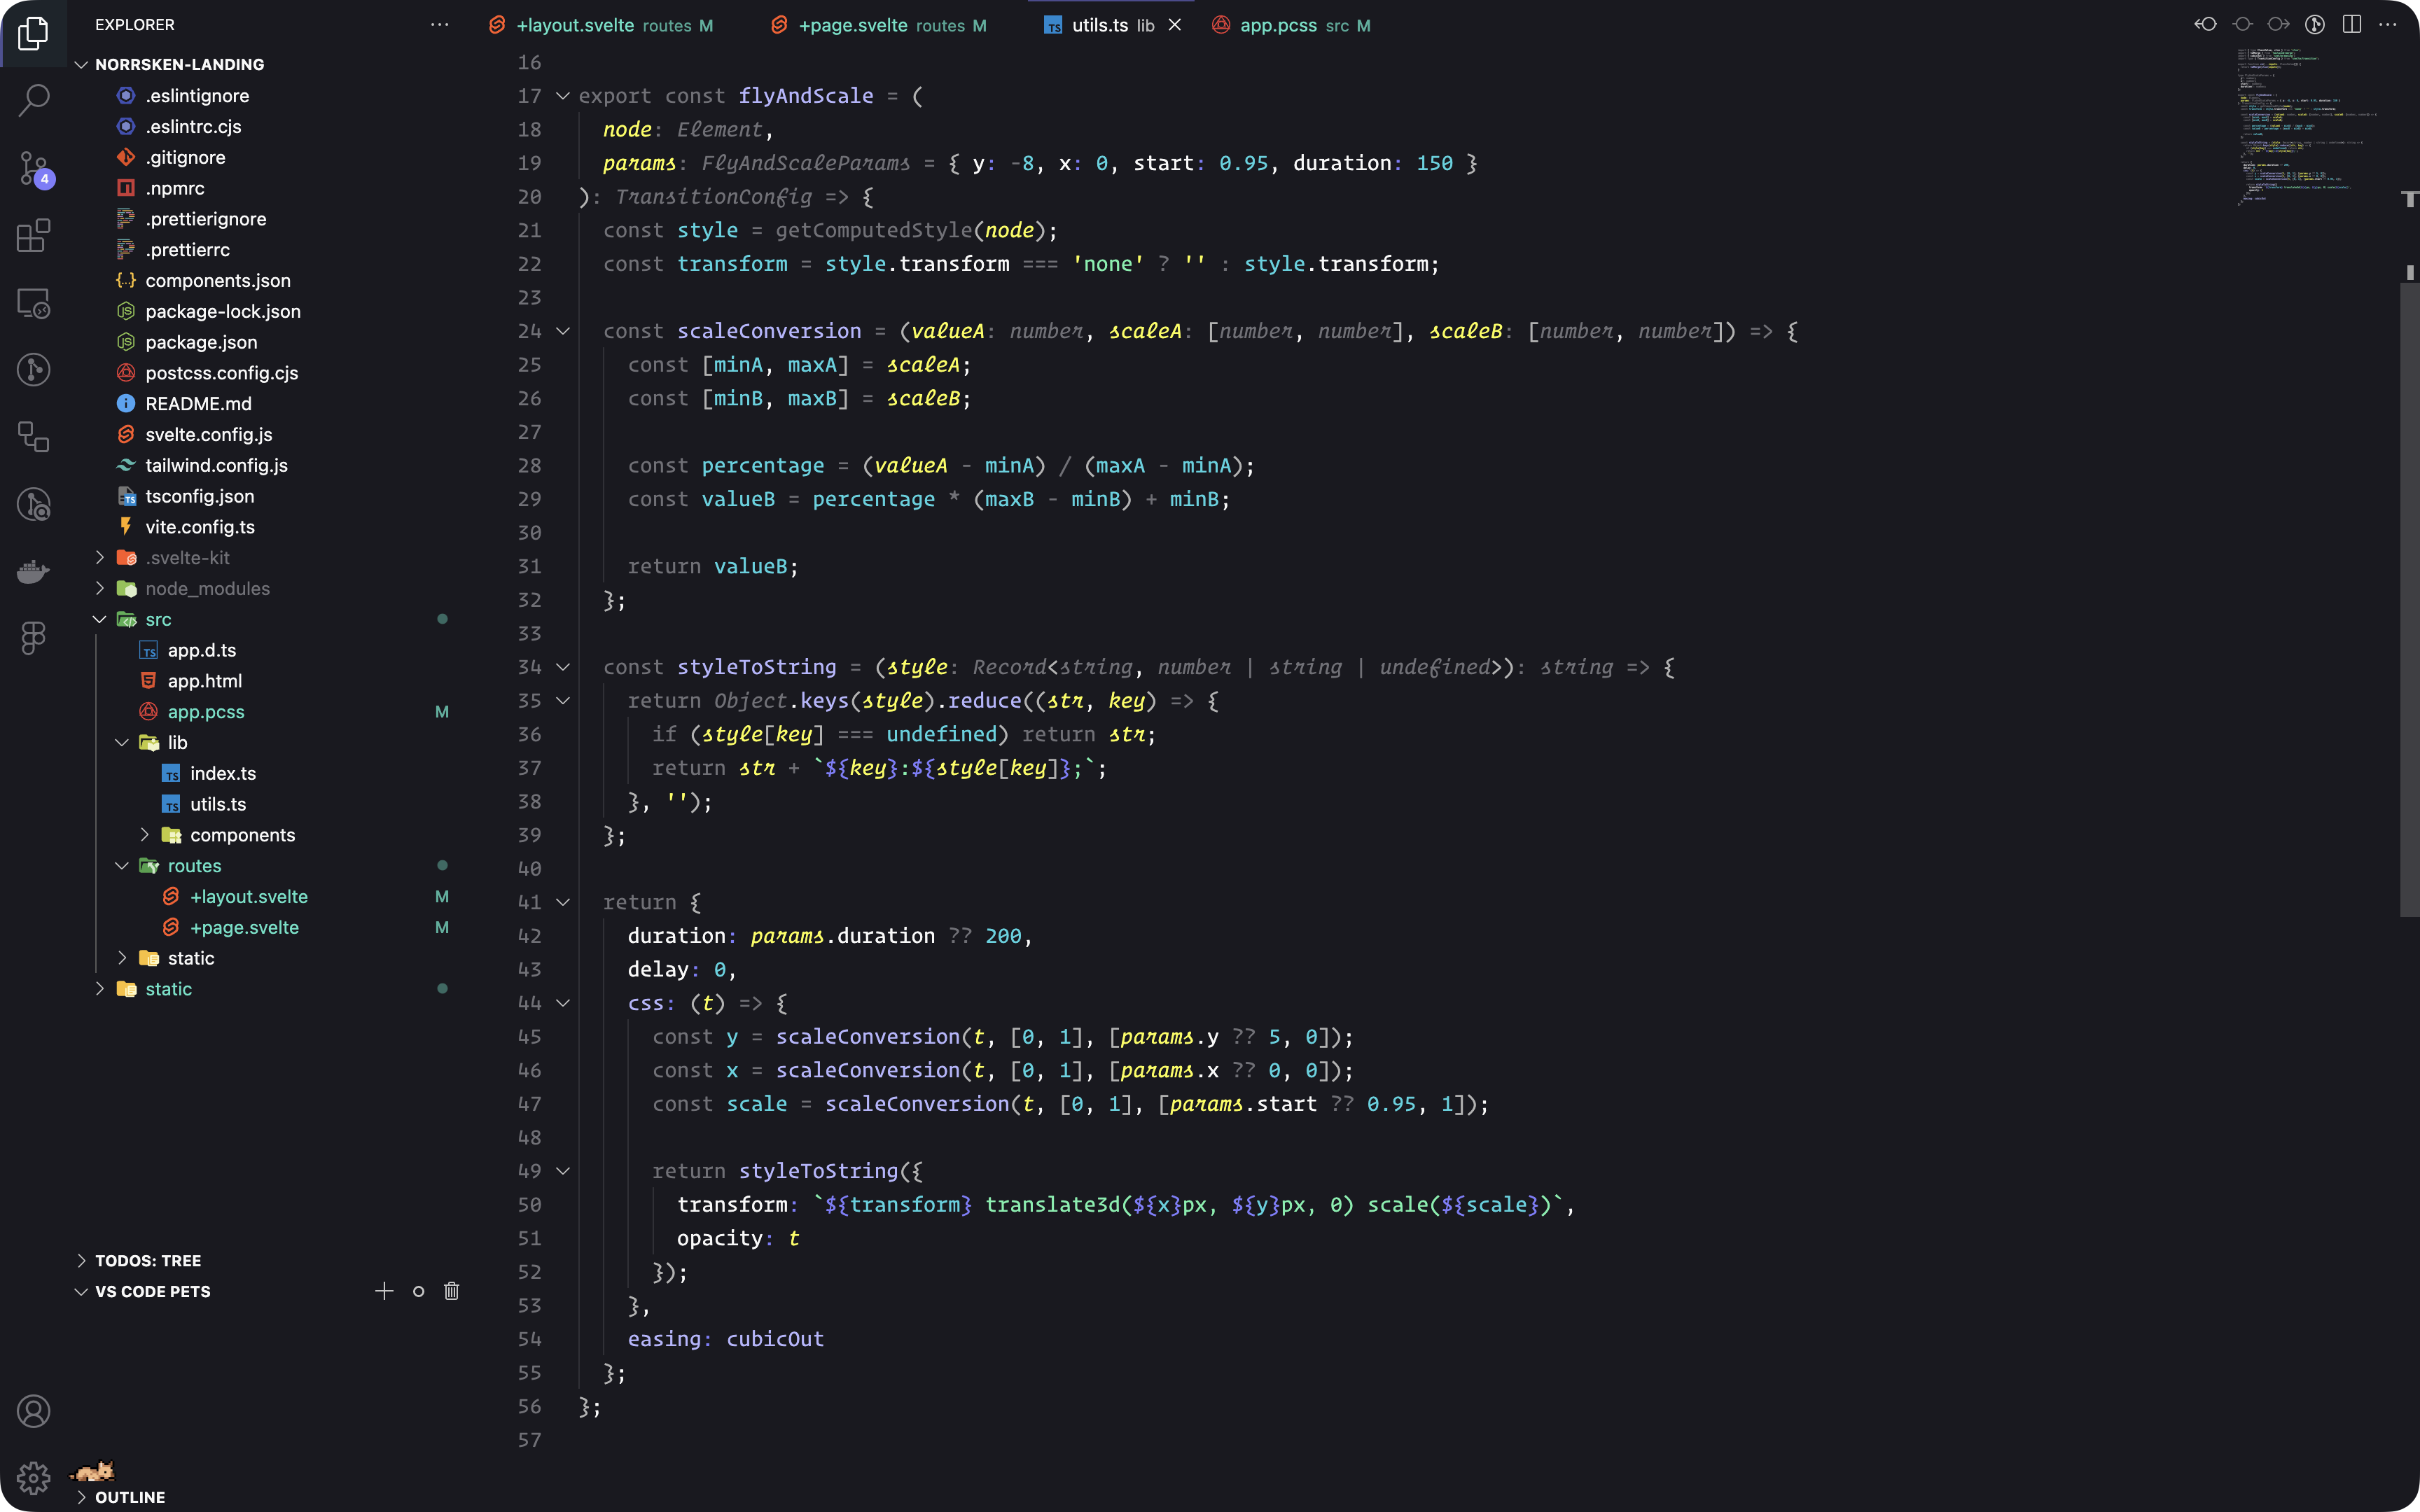 EXPLORER
NORRSKEN-LANDING
.eslintignore
.eslintrc.cjs
.gitignore
.npmrc
.prettierignore
.prettierrc
components.json
package-lock.json
package.json
postcss.config.cjs
README.md
svelte.config.js
tailwind.config.js
tsconfig.json
vite.config.ts
.svelte-kit
node_modules
src
app.d.ts
app.html
app.pcss M
lib
index.ts
utils.ts
components
routes
+layout.svelte M
+page.svelte M
static
static
TODOS: TREE
VS CODE PETS
OUTLINE
4
+layout.svelte routes M
+page.svelte routes M
utils.ts lib
app.pcss src M
16
17 export const flyAndScale = (
18 node: Element,
19 params: FlyAndScaleParams = { y: -8, x: 0, start: 0.95, duration: 150 }
20 ): TransitionConfig => {
21 const style = getComputedStyle(node);
22 const transform = style.transform === 'none' ? '' : style.transform;
23
24 const scaleConversion = (valueA: number, scaleA: [number, number], scaleB: [number, number]) => {
25 const [minA, maxA] = scaleA;
26 const [minB, maxB] = scaleB;
27
28 const percentage = (valueA - minA) / (maxA - minA);
29 const valueB = percentage * (maxB - minB) + minB;
30
31 return valueB;
32 };
33
34 const styleToString = (style: Record<string, number | string | undefined>): string => {
35 return Object.keys(style).reduce((str, key) => {
36 if (style[key] === undefined) return str;
37 return str + `${key}:${style[key]};`;
38 }, '');
39 };
40
41 return {
42 duration: params.duration ?? 200,
43 delay: 0,
44 css: (t) => {
45 const y = scaleConversion(t, [0, 1], [params.y ?? 5, 0]);
46 const x = scaleConversion(t, [0, 1], [params.x ?? 0, 0]);
47 const scale = scaleConversion(t, [0, 1], [params.start ?? 0.95, 1]);
48
49 return styleToString({
50 transform: `${transform} translate3d(${x}px, ${y}px, 0) scale(${scale})`,
51 opacity: t
52 });
53 },
54 easing: cubicOut
55 };
56 };
57